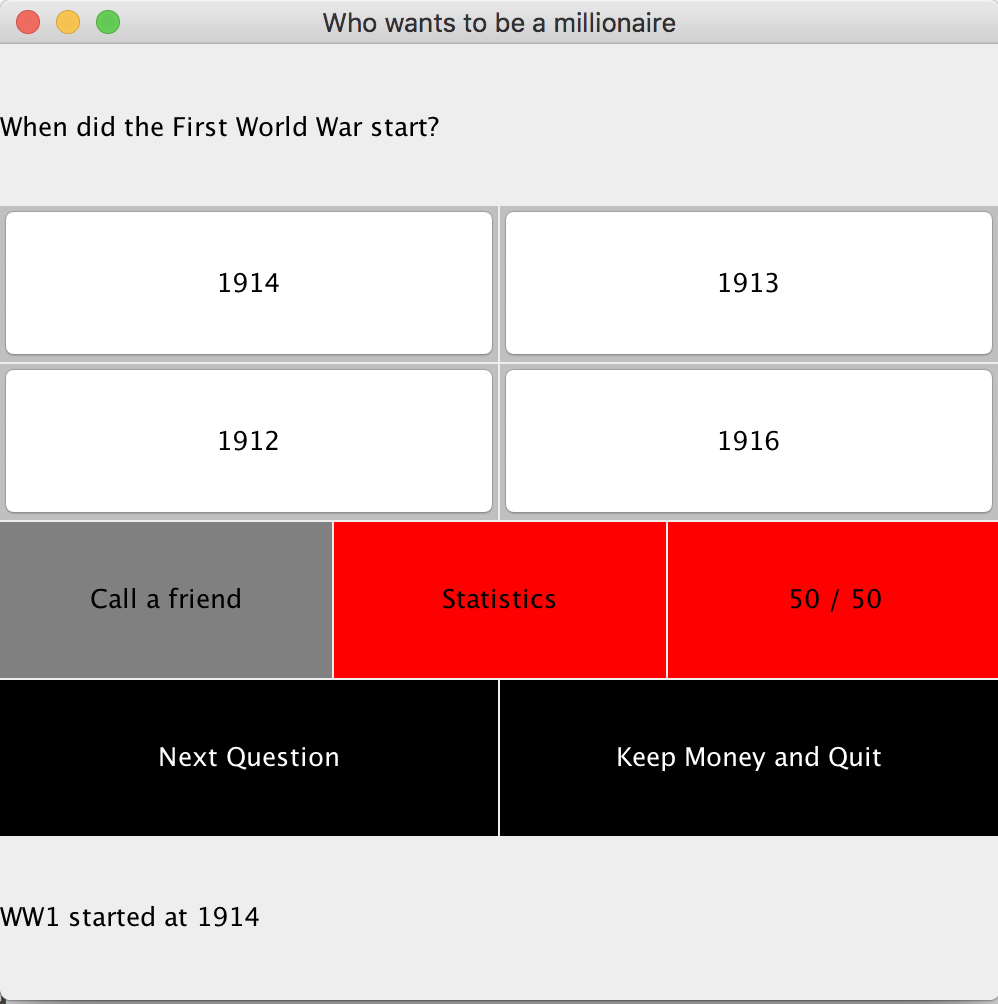 Who wants to be a millionaire
When did the First World War start?
1914
1913
1912
1916
Call a friend
Statistics
50 / 50
Next Question
Keep Money and Quit
WW1 started at 1914